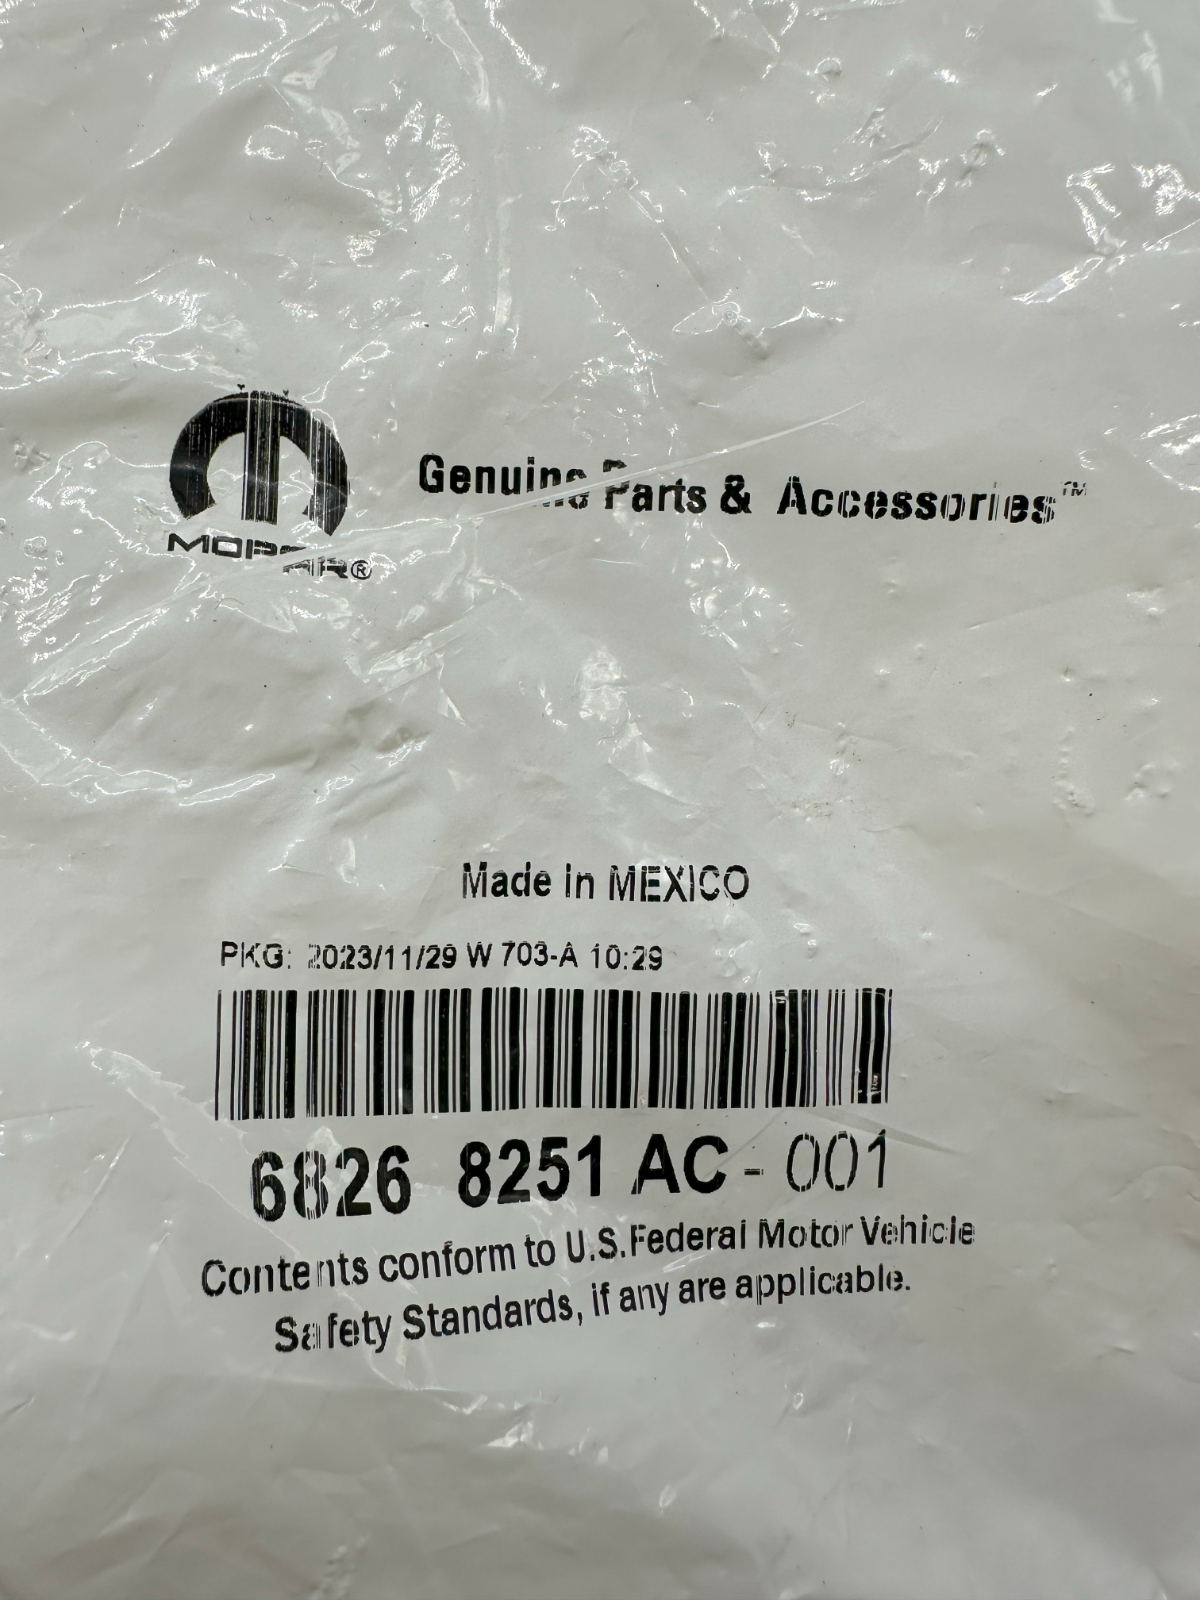 MOPAR®
Genuine Parts & Accessories™
Made in MEXICO
PKG: 2023/11/29 W 703-A 10:29
6826 8251 AC - 001
Contents conform to U.S.Federal Motor Vehicle
Safety Standards, if any are applicable.